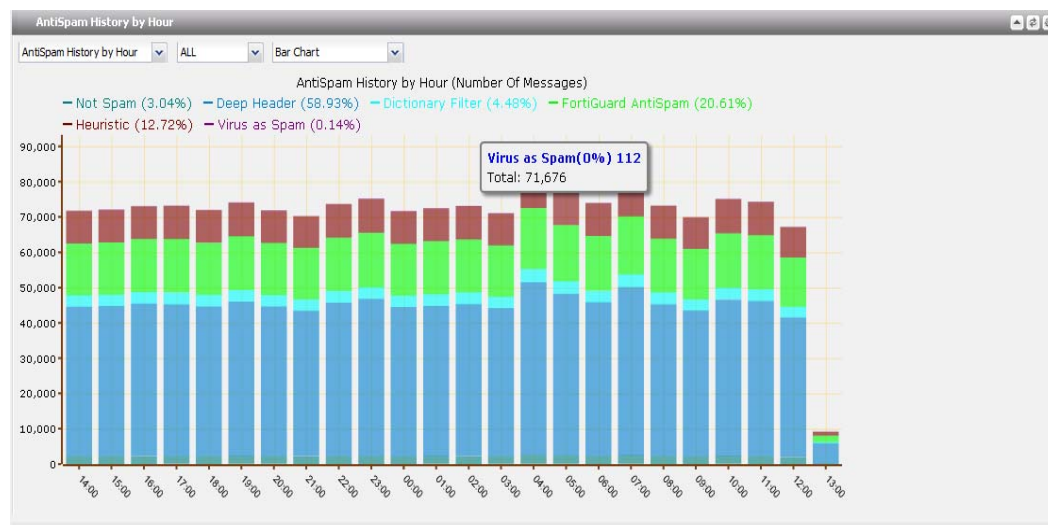 AntiSpam History by Hour
AntiSpam History by Hour ALL Bar Chart
AntiSpam History by Hour (Number Of Messages)
Not Spam (3.04%) Deep Header (58.93%) Dictionary Filter (4.48%) FortiGuard AntiSpam (20.61%)
Heuristic (12.72%) Virus as Spam (0.14%)
Virus as Spam(0%) 112
Total: 71,676
90,000
80,000
70,000
60,000
50,000
40,000
30,000
20,000
10,000
0
14:00 15:00 16:00 17:00 18:00 19:00 20:00 21:00 22:00 23:00 00:00 01:00 02:00 03:00 04:00 05:00 06:00 07:00 08:00 09:00 10:00 11:00 12:00 13:00